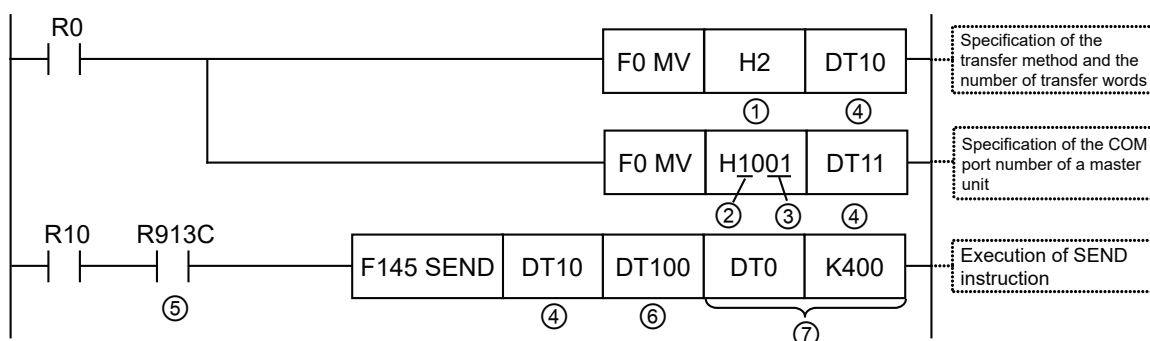 R0
F0 MV H2 DT10
Specification of the
transfer method and the
number of transfer words
① ④
F0 MV H1001 DT11
Specification of the COM
port number of a master
unit
② ③ ④
R10 R913C
F145 SEND DT10 DT100 DT0 K400
Execution of SEND
instruction
⑤ ④ ⑥ ⑦